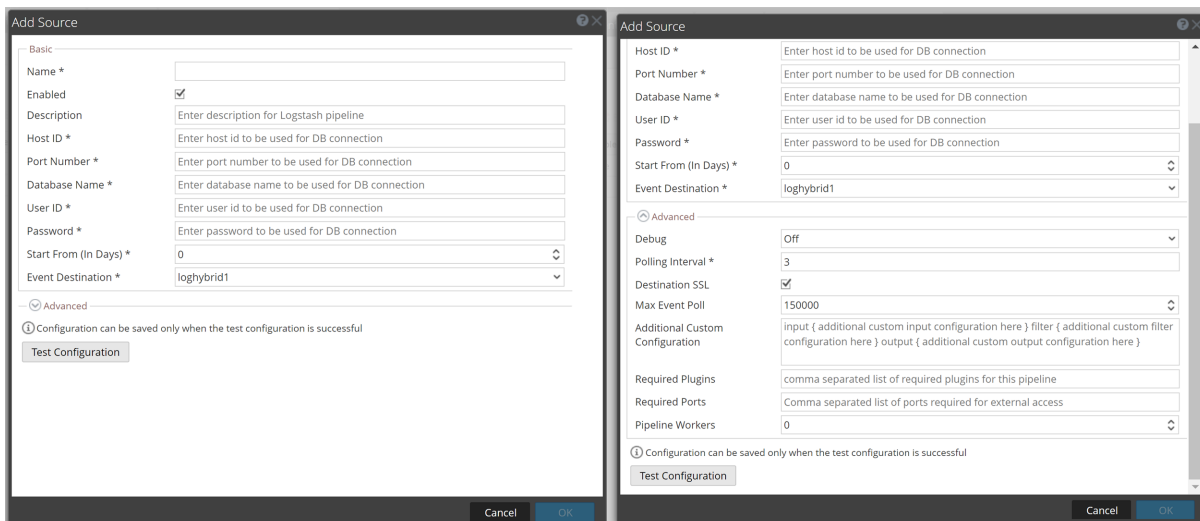 Add Source
Basic
Name *
Enabled
Description Enter description for Logstash pipeline
Host ID * Enter host id to be used for DB connection
Port Number * Enter port number to be used for DB connection
Database Name * Enter database name to be used for DB connection
User ID * Enter user id to be used for DB connection
Password * Enter password to be used for DB connection
Start From (In Days) * 0
Event Destination * loghybrid1
Advanced
Configuration can be saved only when the test configuration is successful
Test Configuration
Cancel OK
Add Source
Host ID * Enter host id to be used for DB connection
Port Number * Enter port number to be used for DB connection
Database Name * Enter database name to be used for DB connection
User ID * Enter user id to be used for DB connection
Password * Enter password to be used for DB connection
Start From (In Days) * 0
Event Destination * loghybrid1
Advanced
Debug Off
Polling Interval * 3
Destination SSL
Max Event Poll 150000
Additional Custom Configuration
input { additional custom input configuration here } filter { additional custom filter
configuration here } output { additional custom output configuration here }
Required Plugins comma separated list of required plugins for this pipeline
Required Ports Comma separated list of ports required for external access
Pipeline Workers 0
Configuration can be saved only when the test configuration is successful
Test Configuration
Cancel OK